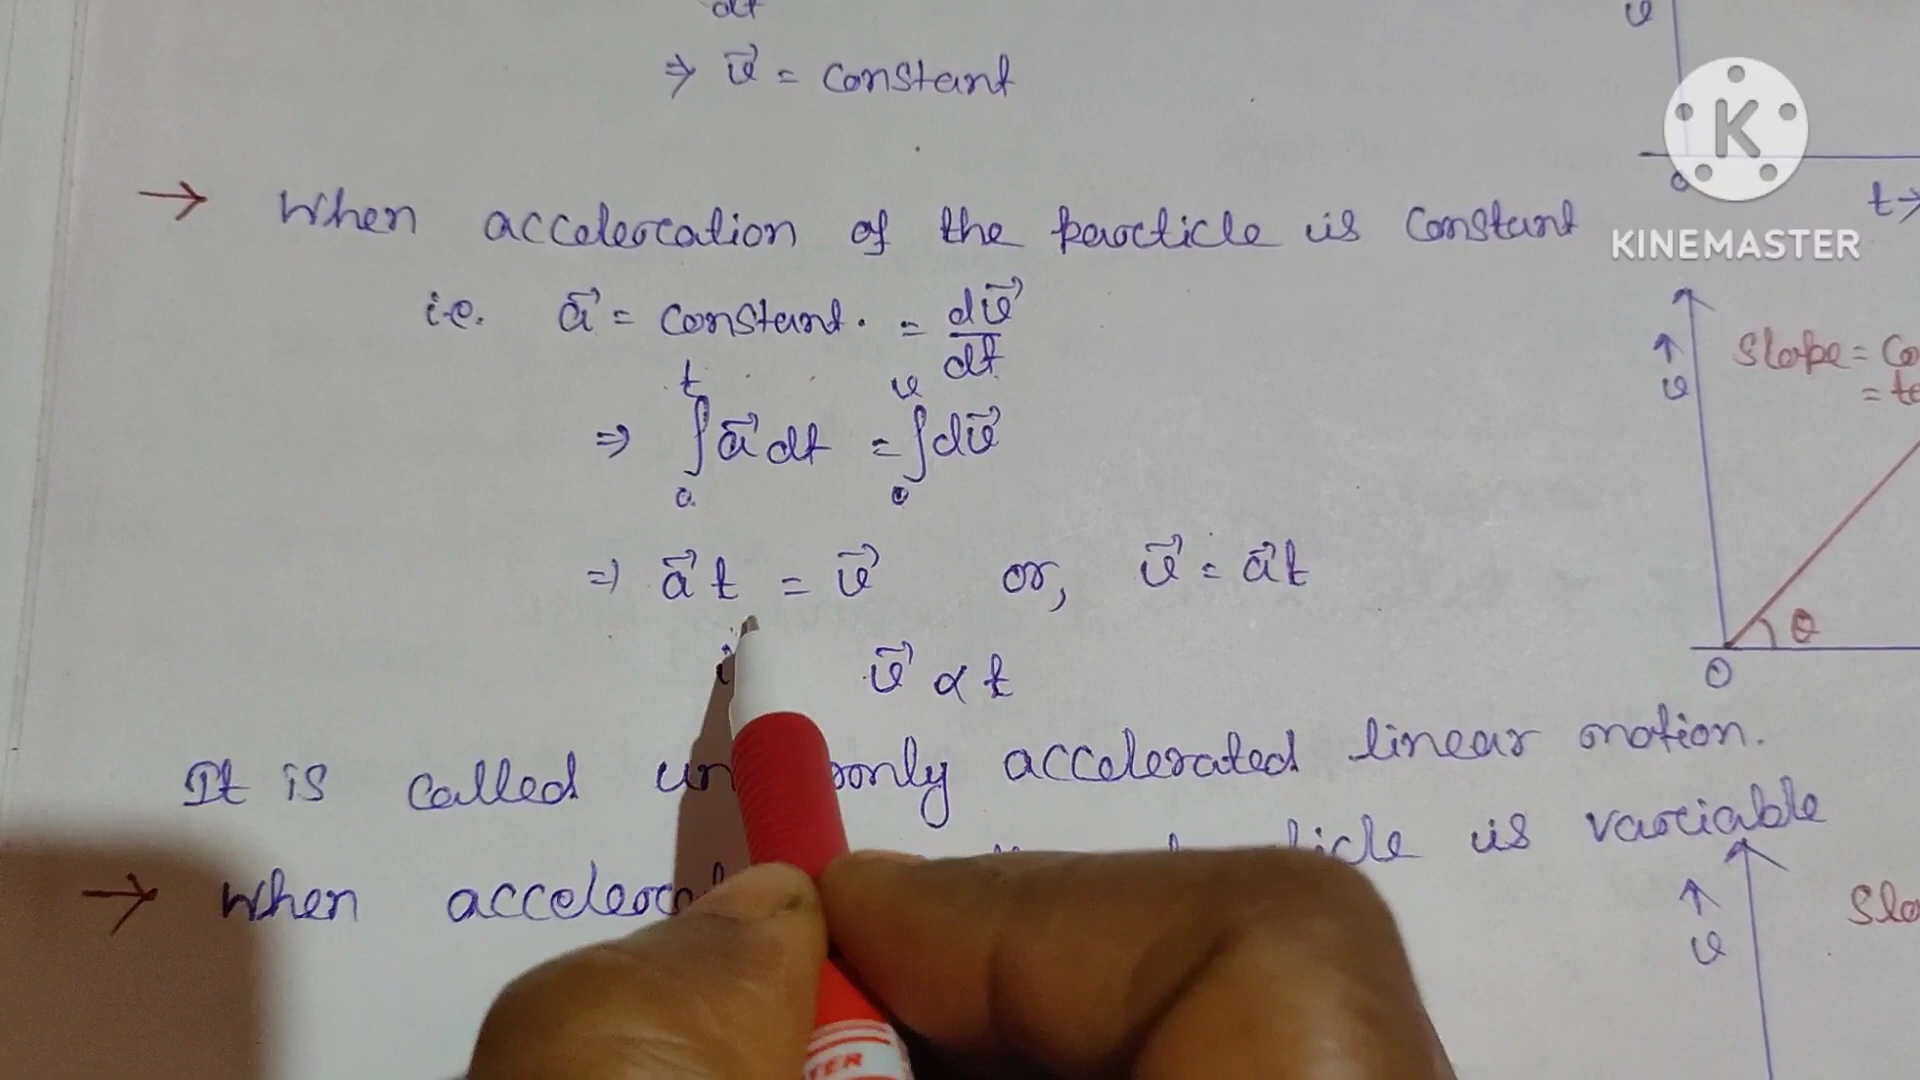 ⇒ v⃗ = constant
→ When acceleration of the particle is constant
K
KINEMASTER
t→
i.e. a⃗ = constant. = dv⃗/dt
↑ v
Slope =
⇒ ∫₀ᵗ a⃗ dt = ∫₀ᵛ dv⃗
⇒ a⃗ t = v⃗ or, v⃗ = a⃗t
θ
v⃗ ∝ t
O
It is called accelerated linear motion.
→ When is variable
↑ v